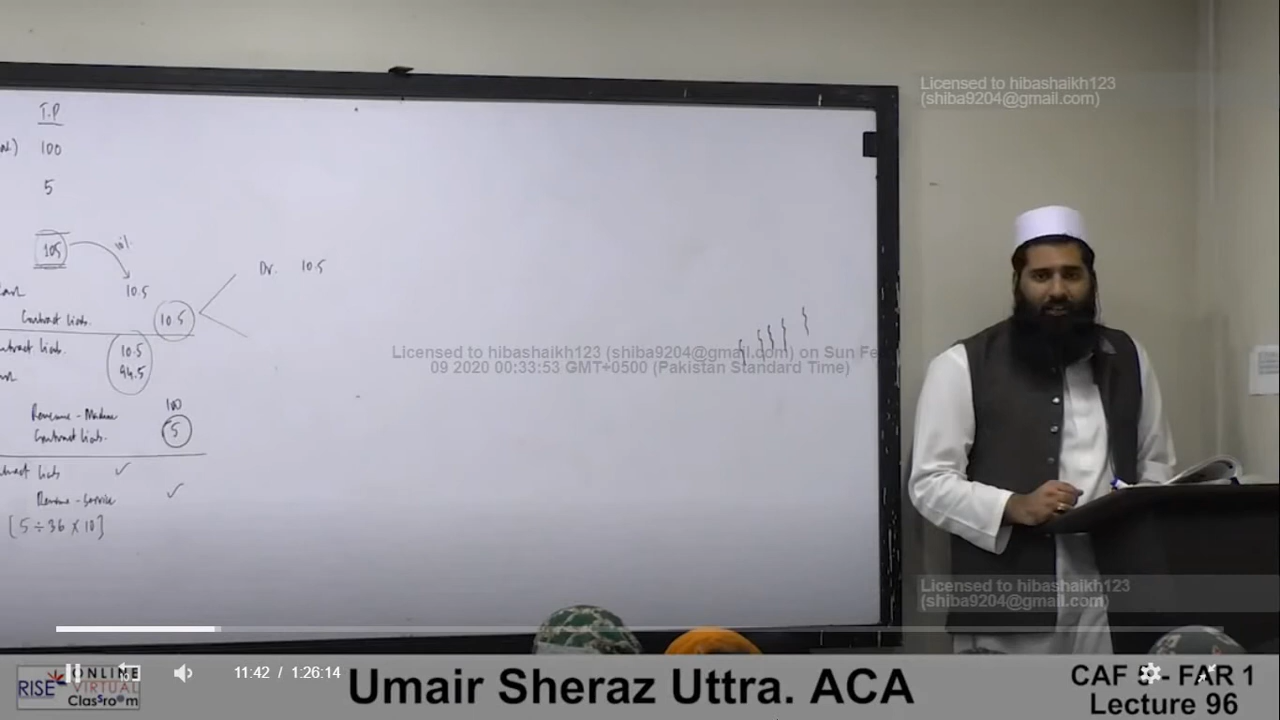 Licensed to hibashaikh123
(shiba9204@gmail.com)
T.P
100
5
105
10%
10.5
Contract liab.
10.5
Dr. 10.5
10.5
94.5
Revenue - 
100
Contract liab.
5
Revenue - Service
[5 ÷ 36 x 10]
Licensed to hibashaikh123 (shiba9204@gmail.com) on Sun Fe
09 2020 00:33:53 GMT+0500 (Pakistan Standard Time)
Licensed to hibashaikh123
(shiba9204@gmail.com)
11:42 / 1:26:14
RISE
ONLINE
VIRTUAL
Classroom
Umair Sheraz Uttra. ACA
CAF 5 - FAR 1
Lecture 96